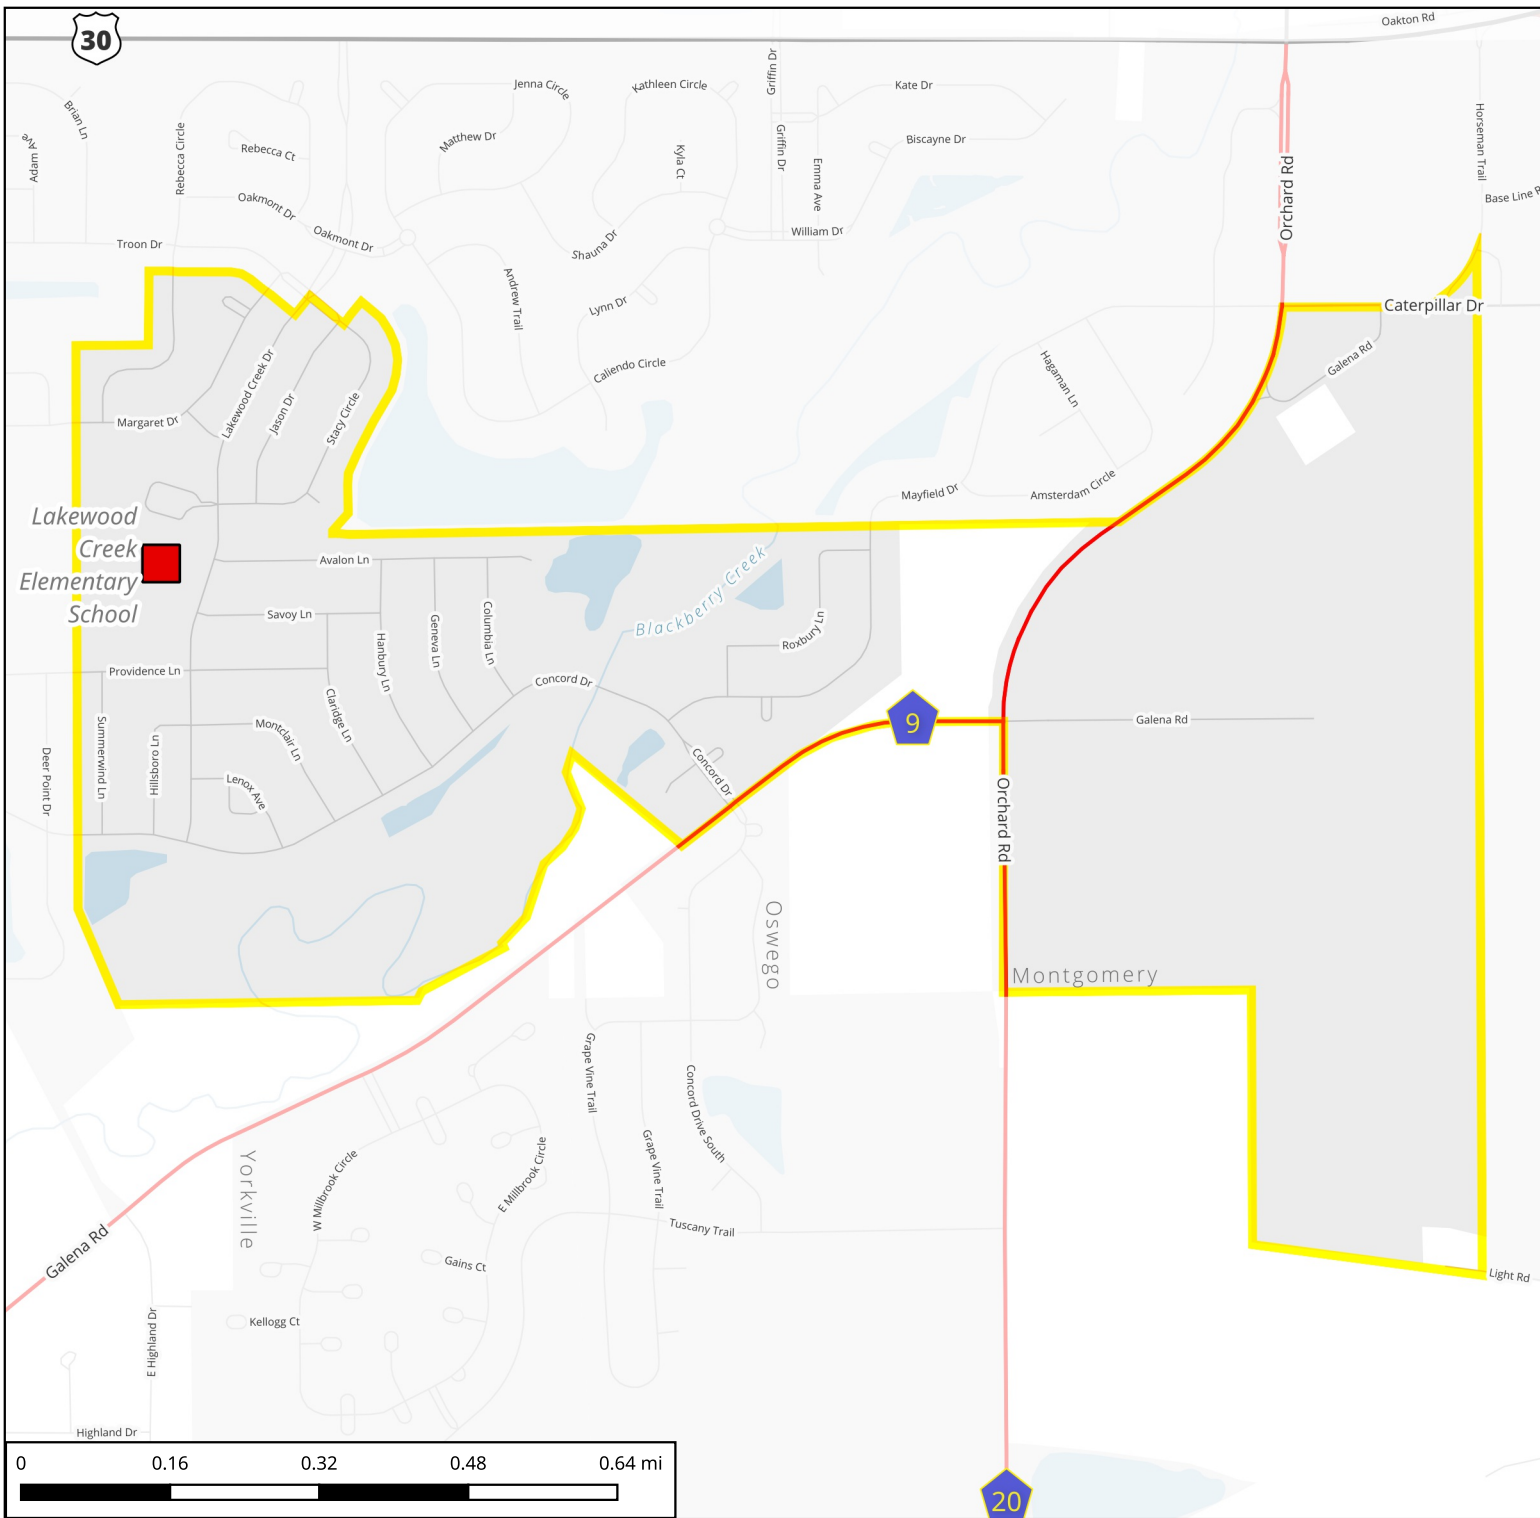 Oakton Rd
30
Jenna Circle
Kathleen Circle
Griffin Dr
Kate Dr
Brian Ln
Adam Ave
Rebecca Circle
Rebecca Ct
Matthew Dr
Kyla Ct
Griffin Dr
Emma Ave
Biscayne Dr
Orchard Rd
Horseman Trail
Base Line R
Oakmont Dr
Oakmont Dr
Troon Dr
Shauna Dr
William Dr
Andrew Trail
Lynn Dr
Caterpillar Dr
Galena Rd
Caliendo Circle
Hagaman Ln
Lakewood Creek Dr
Jason Dr
Stacy Circle
Margaret Dr
Mayfield Dr
Amsterdam Circle
Lakewood
Creek
Elementary
School
Avalon Ln
Blackberry Creek
Savoy Ln
Hanbury Ln
Geneva Ln
Columbia Ln
Roxbury Ln
Providence Ln
Concord Dr
Claridge Ln
Summerwind Ln
Hillsboro Ln
Montclair Ln
Lenox Ave
Deer Point Dr
Concord Dr
9
Galena Rd
Orchard Rd
Oswego
Montgomery
Grape Vine Trail
Concord Drive South
Yorkville
W Millbrook Circle
E Millbrook Circle
Grape Vine Trail
Tuscany Trail
Galena Rd
Gains Ct
Light Rd
Kellogg Ct
E Highland Dr
Highland Dr
0 0.16 0.32 0.48 0.64 mi
20